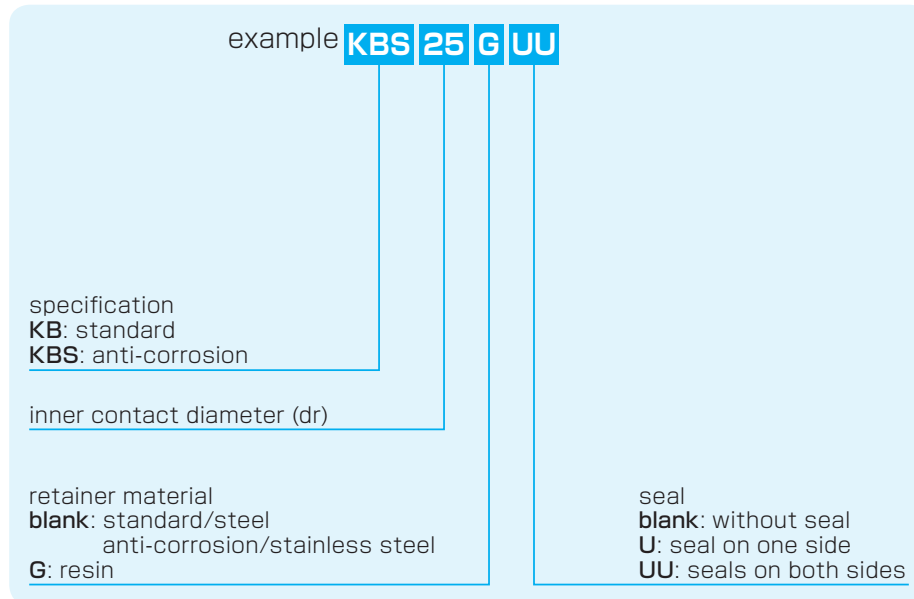 example KBS 25 G UU
specification
KB: standard
KBS: anti-corrosion
inner contact diameter (dr)
retainer material
blank: standard/steel
anti-corrosion/stainless steel
G: resin
seal
blank: without seal
U: seal on one side
UU: seals on both sides